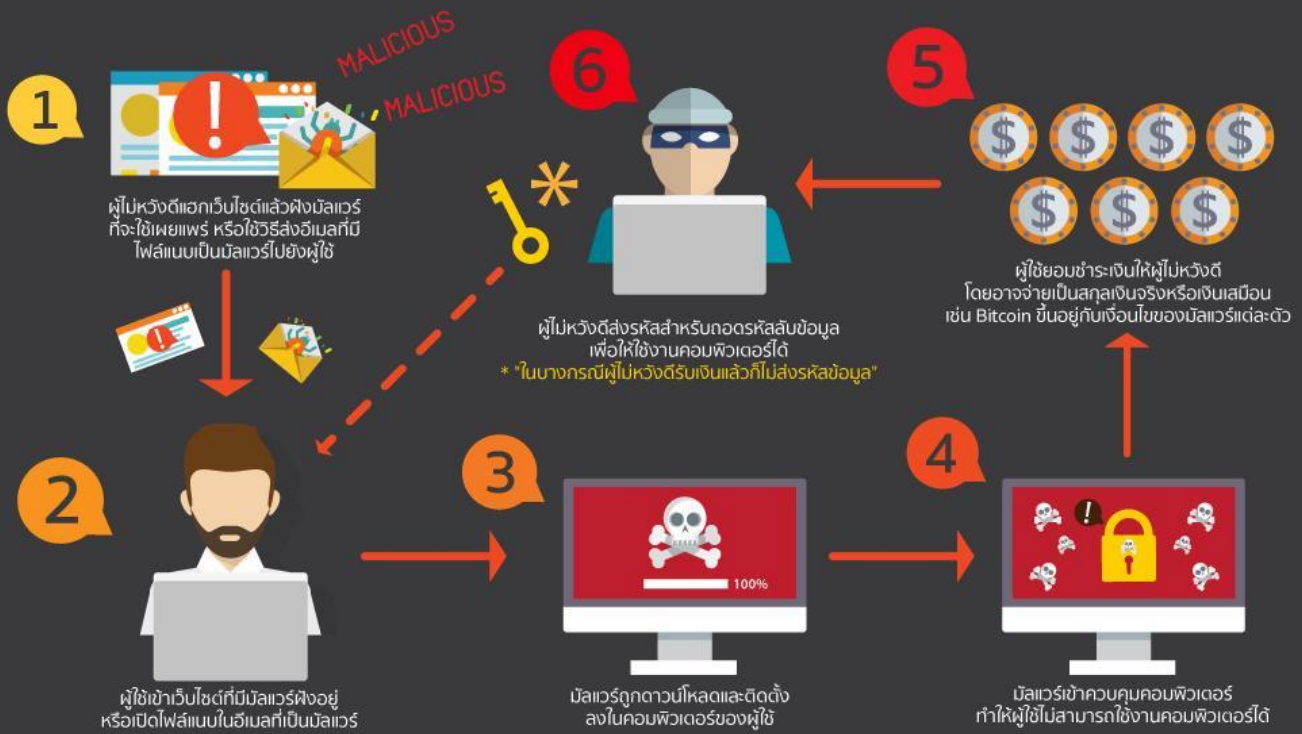 1
MALICIOUS
MALICIOUS
ผู้ไม่หวังดีแฮกเว็บไซต์แล้วฝังมัลแวร์
ที่จะใช้เผยแพร่ หรือใช้วิธีส่งอีเมลที่มี
ไฟล์แนบเป็นมัลแวร์ไปยังผู้ใช้
2
ผู้ใช้เข้าเว็บไซต์ที่มีมัลแวร์ฝังอยู่
หรือเปิดไฟล์แนบในอีเมลที่เป็นมัลแวร์
3
100%
มัลแวร์ถูกดาวน์โหลดและติดตั้ง
ลงในคอมพิวเตอร์ของผู้ใช้
4
มัลแวร์เข้าควบคุมคอมพิวเตอร์
ทำให้ผู้ใช้ไม่สามารถใช้งานคอมพิวเตอร์ได้
5
$ $ $ $
$ $ $
ผู้ใช้ยอมชำระเงินให้ผู้ไม่หวังดี
โดยอาจจ่ายเป็นสกุลเงินจริงหรือเงินเสมือน
เช่น Bitcoin ขึ้นอยู่กับเงื่อนไขของมัลแวร์แต่ละตัว
6
*
ผู้ไม่หวังดีส่งรหัสสำหรับถอดรหัสลับข้อมูล
เพื่อให้ใช้งานคอมพิวเตอร์ได้
* "ในบางกรณีผู้ไม่หวังดีรับเงินแล้วก็ไม่ส่งรหัสข้อมูล"